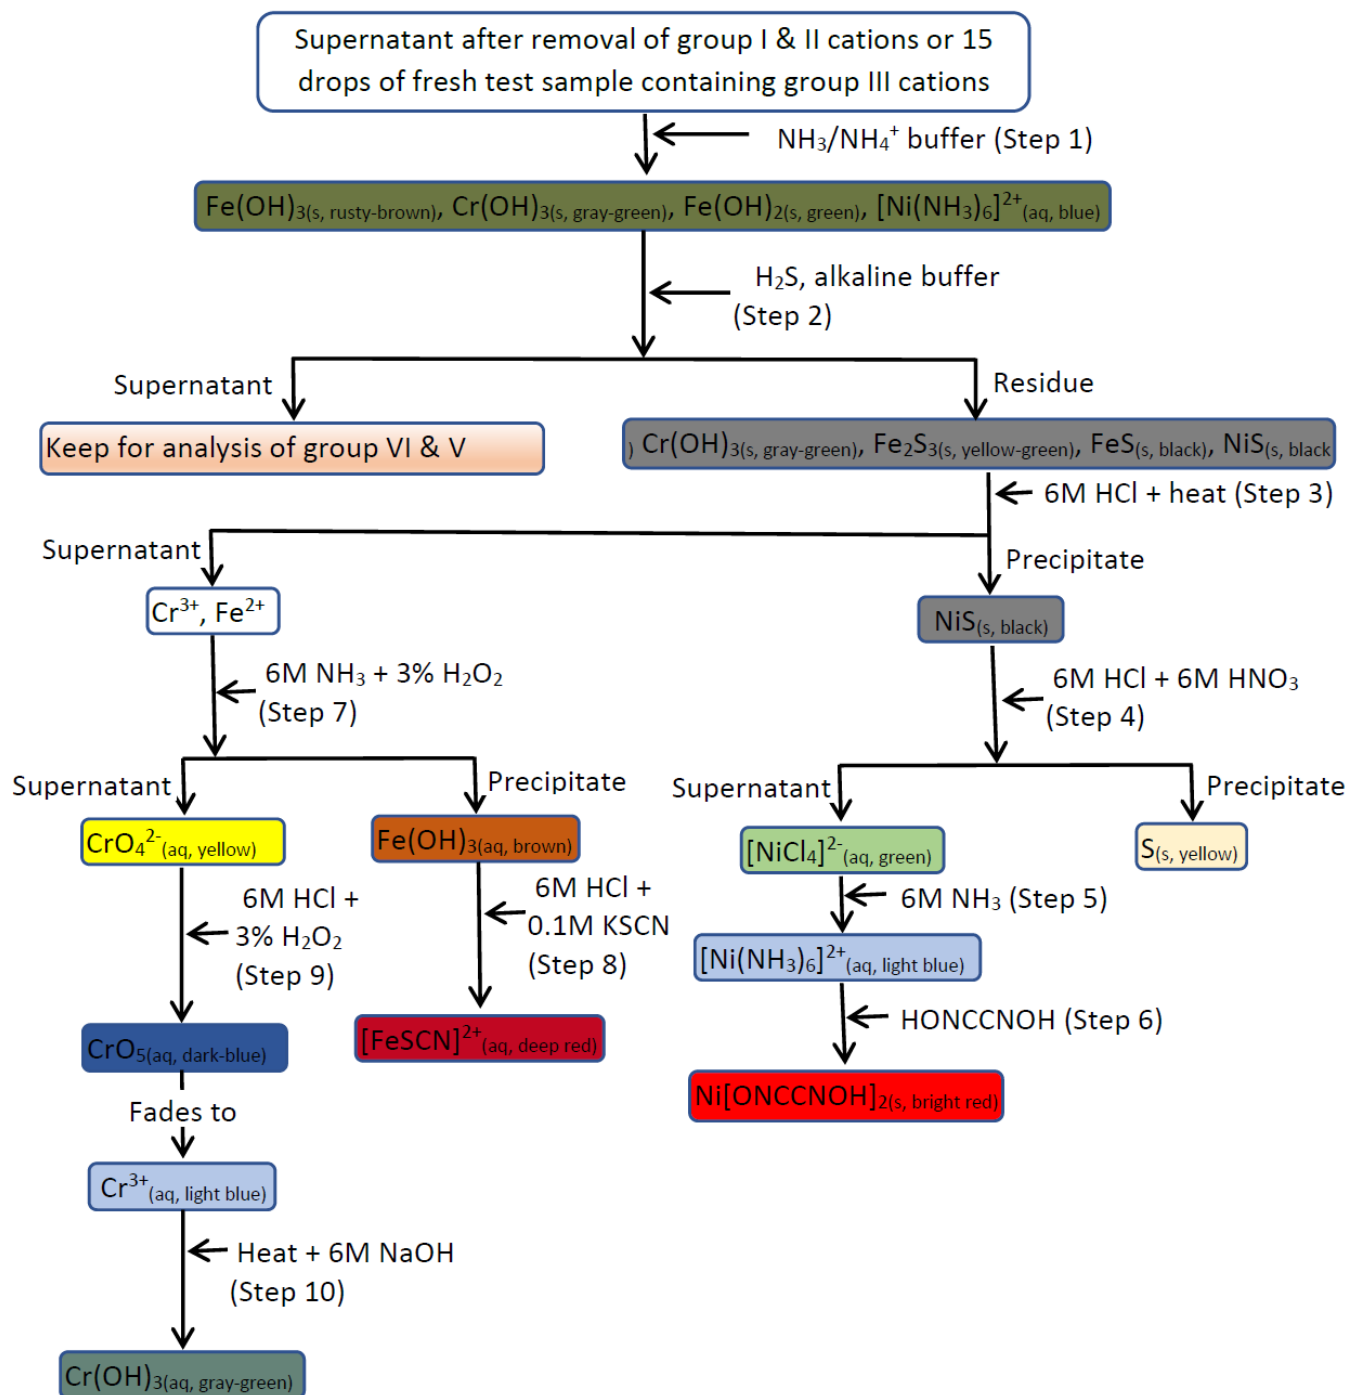 Supernatant after removal of group I & II cations or 15
drops of fresh test sample containing group III cations
NH₃/NH₄⁺ buffer (Step 1)
Fe(OH)₃(s, rusty-brown), Cr(OH)₃(s, gray-green), Fe(OH)₂(s, green), [Ni(NH₃)₆]²⁺(aq, blue)
H₂S, alkaline buffer
(Step 2)
Supernatant
Residue
Keep for analysis of group VI & V
) Cr(OH)₃(s, gray-green), Fe₂S₃(s, yellow-green), FeS(s, black), NiS(s, black
6M HCl + heat (Step 3)
Supernatant
Precipitate
Cr³⁺, Fe²⁺
NiS(s, black)
6M NH₃ + 3% H₂O₂
(Step 7)
6M HCl + 6M HNO₃
(Step 4)
Supernatant
Precipitate
Supernatant
Precipitate
CrO₄²⁻(aq, yellow)
Fe(OH)₃(aq, brown)
[NiCl₄]²⁻(aq, green)
S(s, yellow)
6M HCl +
3% H₂O₂
(Step 9)
6M HCl +
0.1M KSCN
(Step 8)
6M NH₃ (Step 5)
[Ni(NH₃)₆]²⁺(aq, light blue)
HONCCNOH (Step 6)
CrO₅(aq, dark-blue)
[FeSCN]²⁺(aq, deep red)
Ni[ONCCNOH]₂(s, bright red)
Fades to
Cr³⁺(aq, light blue)
Heat + 6M NaOH
(Step 10)
Cr(OH)₃(aq, gray-green)